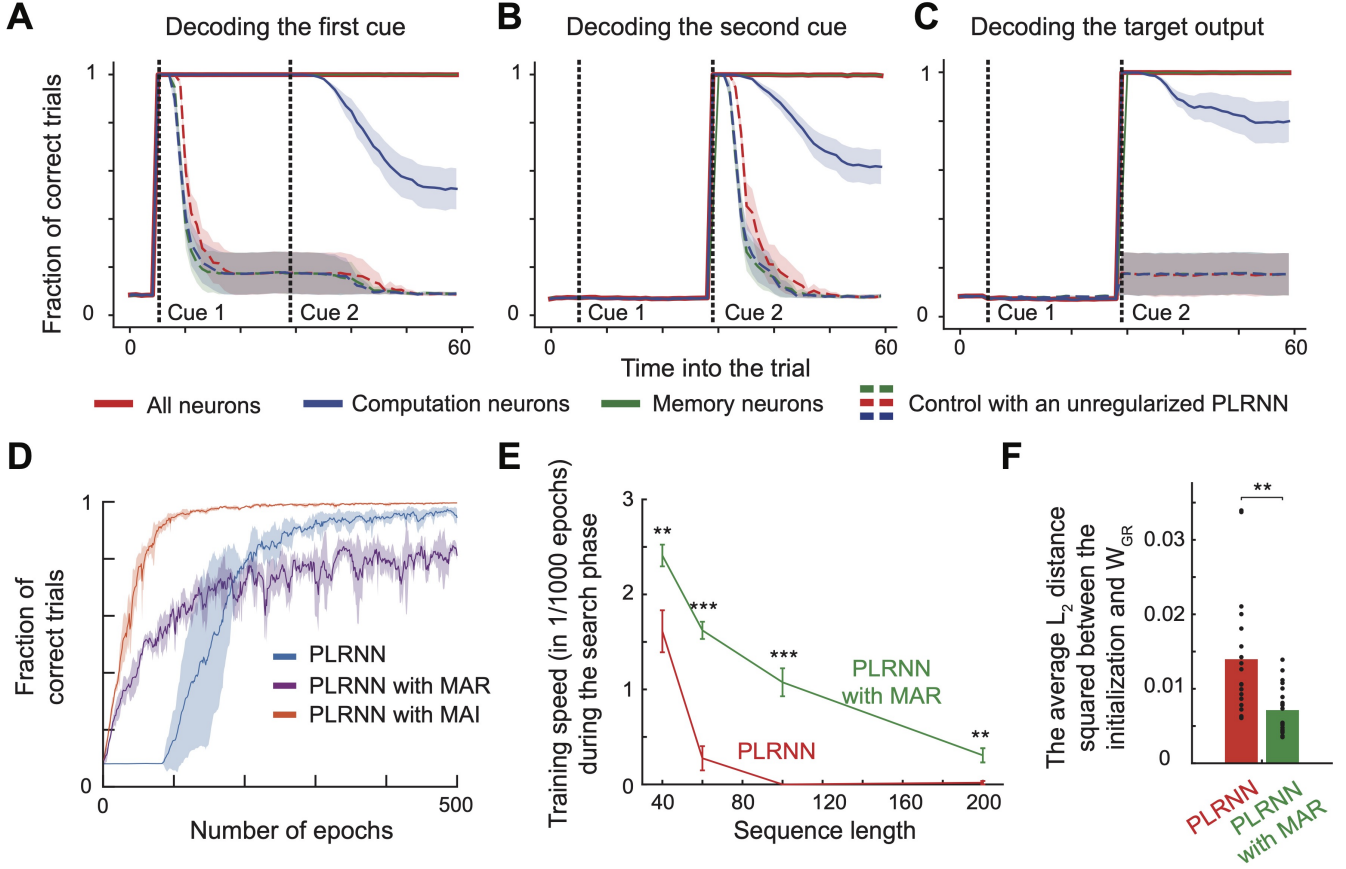 A
Decoding the first cue
Fraction of correct trials
1
0
Cue 1
Cue 2
0
60
B
Decoding the second cue
1
0
Cue 1
Cue 2
0
60
Time into the trial
C
Decoding the target output
1
0
Cue 1
Cue 2
0
60
All neurons
Computation neurons
Memory neurons
Control with an unregularized PLRNN
D
Fraction of
correct trials
1
0
PLRNN
PLRNN with MAR
PLRNN with MAI
0
500
Number of epochs
E
Training speed (in 1/1000 epochs)
during the search phase
3
2
1
0
**
***
***
**
PLRNN
with MAR
PLRNN
40
80
120
160
200
Sequence length
F
The average L2 distance
squared between the
initialization and WGR
**
0.03
0.02
0.01
0
PLRNN
PLRNN
with MAR